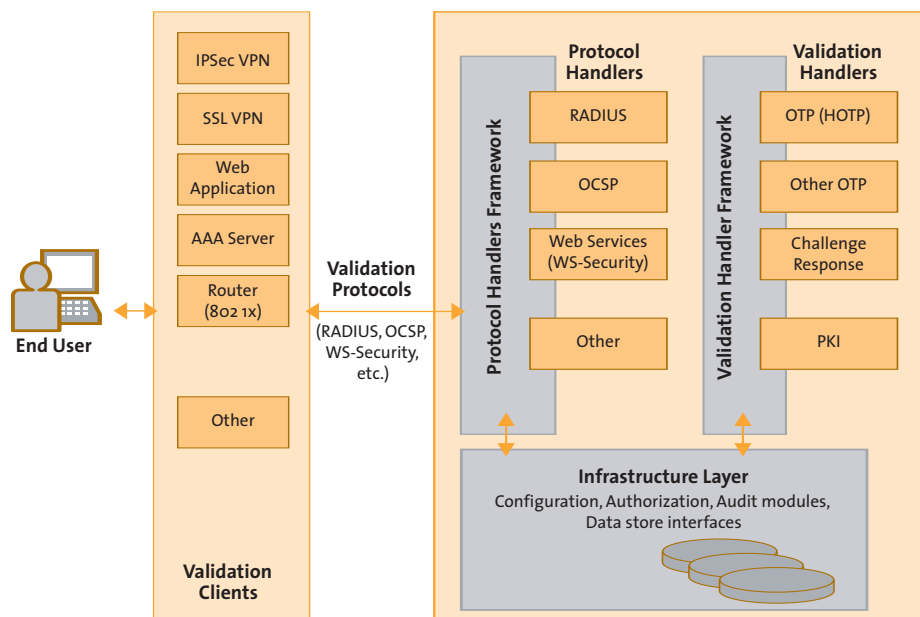 IPSec VPN
SSL VPN
Web
Application
AAA Server
Router
(802 1x)
Other
Validation
Clients
End User
Validation
Protocols
(RADIUS, OCSP,
WS-Security,
etc.)
Protocol
Handlers
Protocol Handlers Framework
RADIUS
OCSP
Web Services
(WS-Security)
Other
Validation
Handlers
Validation Handler Framework
OTP (HOTP)
Other OTP
Challenge
Response
PKI
Infrastructure Layer
Configuration, Authorization, Audit modules,
Data store interfaces